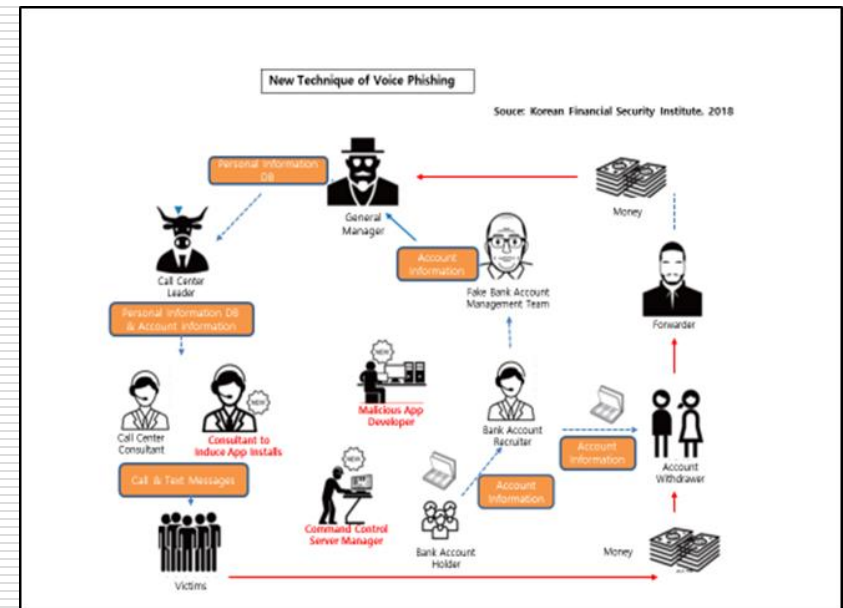 New Technique of Voice Phishing
Souce: Korean Financial Security Institute, 2018
Personal Information
DB
General
Manager
Money
Call Center
Leader
Account
Information
Fake Bank Account
Management Team
Forwarder
Personal Information DB
& Account Information
NEW
Malicious App
Developer
Bank Account
Recruiter
NEW
Call Center
Consultant
Consultant to
Induce App Installs
Account
Information
Account
Withdrawer
Call & Text Messages
NEW
Account
Information
Command Control
Server Manager
Bank Account
Holder
Money
Victims